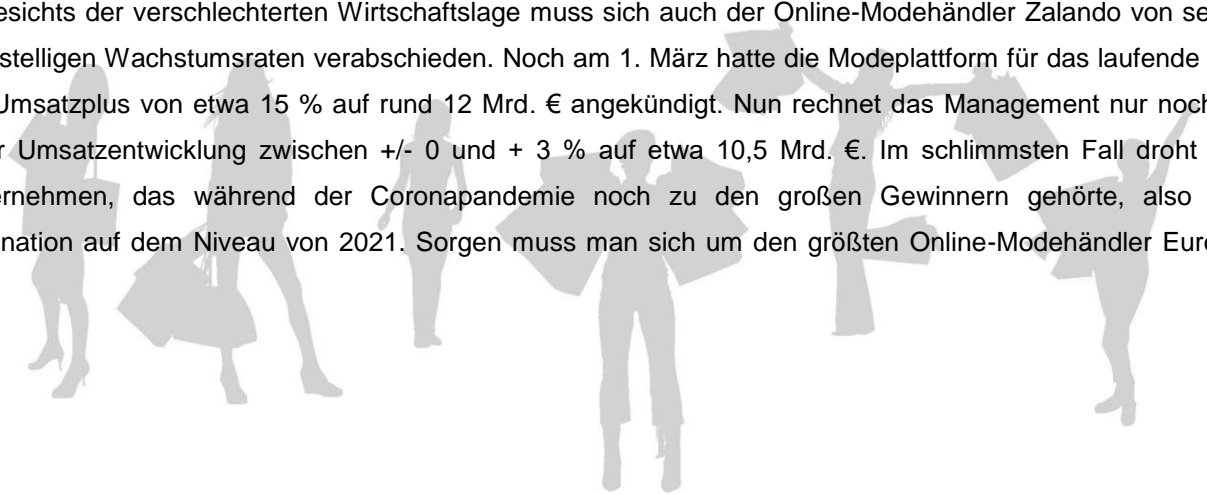 esichts der verschlechterten Wirtschaftslage muss sich auch der Online-Modehändler Zalando von se
stelligen Wachstumsraten verabschieden. Noch am 1. März hatte die Modeplattform für das laufende
Umsatzplus von etwa 15 % auf rund 12 Mrd. € angekündigt. Nun rechnet das Management nur noch
r Umsatzentwicklung zwischen +/- 0 und + 3 % auf etwa 10,5 Mrd. €. Im schlimmsten Fall droht
ernehmen, das während der Coronapandemie noch zu den großen Gewinnern gehörte, also
nation auf dem Niveau von 2021. Sorgen muss man sich um den größten Online-Modehändler Eur